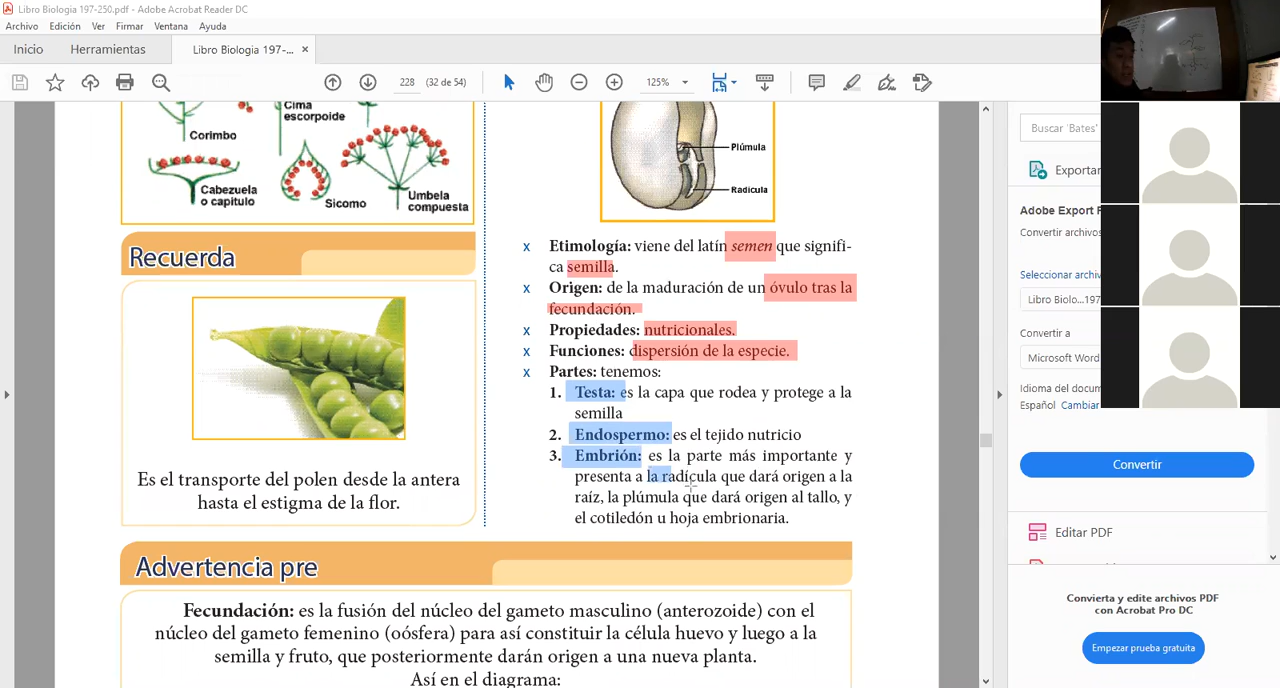 Libro Biologia 197-250.pdf - Adobe Acrobat Reader DC
Archivo Edición Ver Firmar Ventana Ayuda
Inicio Herramientas Libro Biologia 197-... ×
228 (32 de 54) 125%
Corimbo
Cima
escorpoide
Cabezuela
o capitulo
Sicomo
Umbela
compuesta
Recuerda
Es el transporte del polen desde la antera
hasta el estigma de la flor.
Plúmula
Radícula
x Etimología: viene del latín semen que signifi-
ca semilla.
x Origen: de la maduración de un óvulo tras la
fecundación.
x Propiedades: nutricionales.
x Funciones: dispersión de la especie.
x Partes: tenemos:
1. Testa: es la capa que rodea y protege a la
semilla
2. Endospermo: es el tejido nutricio
3. Embrión: es la parte más importante y
presenta a la radícula que dará origen a la
raíz, la plúmula que dará origen al tallo, y
el cotiledón u hoja embrionaria.
Advertencia pre
Fecundación: es la fusión del núcleo del gameto masculino (anterozoide) con el
núcleo del gameto femenino (oósfera) para así constituir la célula huevo y luego a la
semilla y fruto, que posteriormente darán origen a una nueva planta.
Así en el diagrama:
Buscar 'Bates'
Exportar
Adobe Export
Convertir archivos
Seleccionar archiv
Libro Biolo...197
Convertir a
Microsoft Word
Idioma del docum
Español Cambiar
Convertir
Editar PDF
Convierta y edite archivos PDF
con Acrobat Pro DC
Empezar prueba gratuita